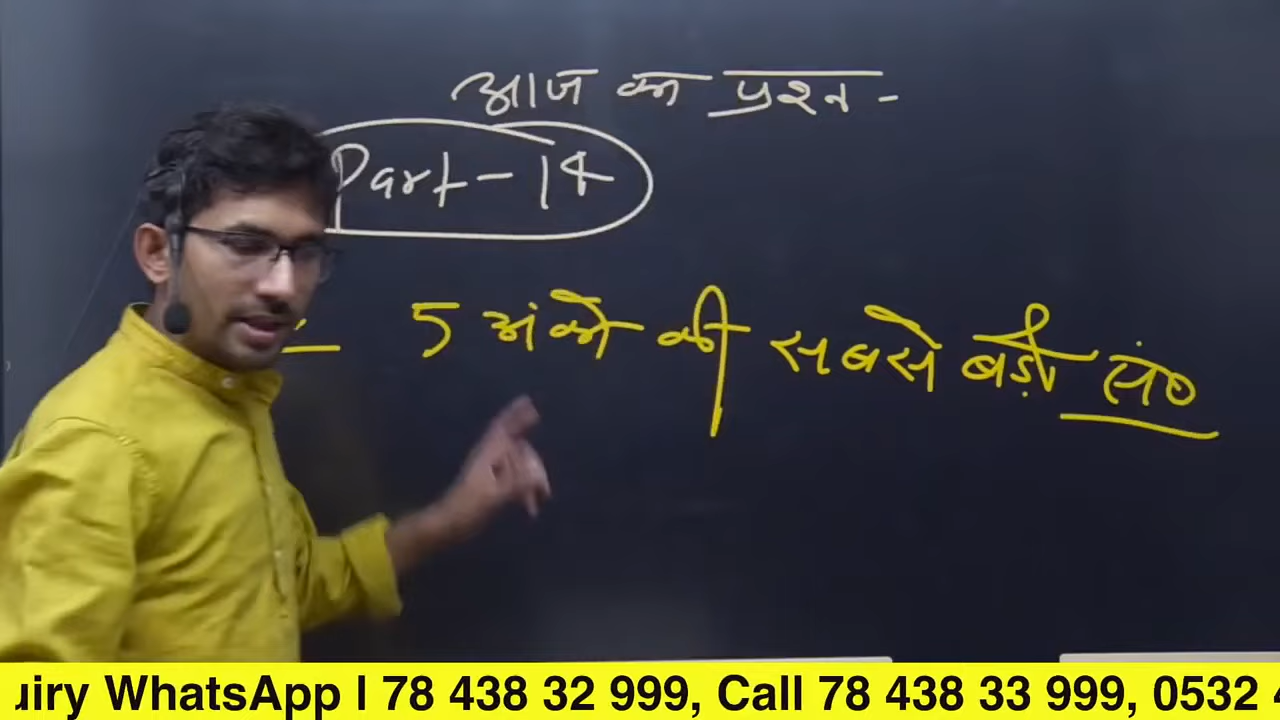 आज का प्रश्न -
Part - 14
5 अंको की सबसे बड़ी सं०
uiry WhatsApp | 78 438 32 999, Call 78 438 33 999, 0532 4